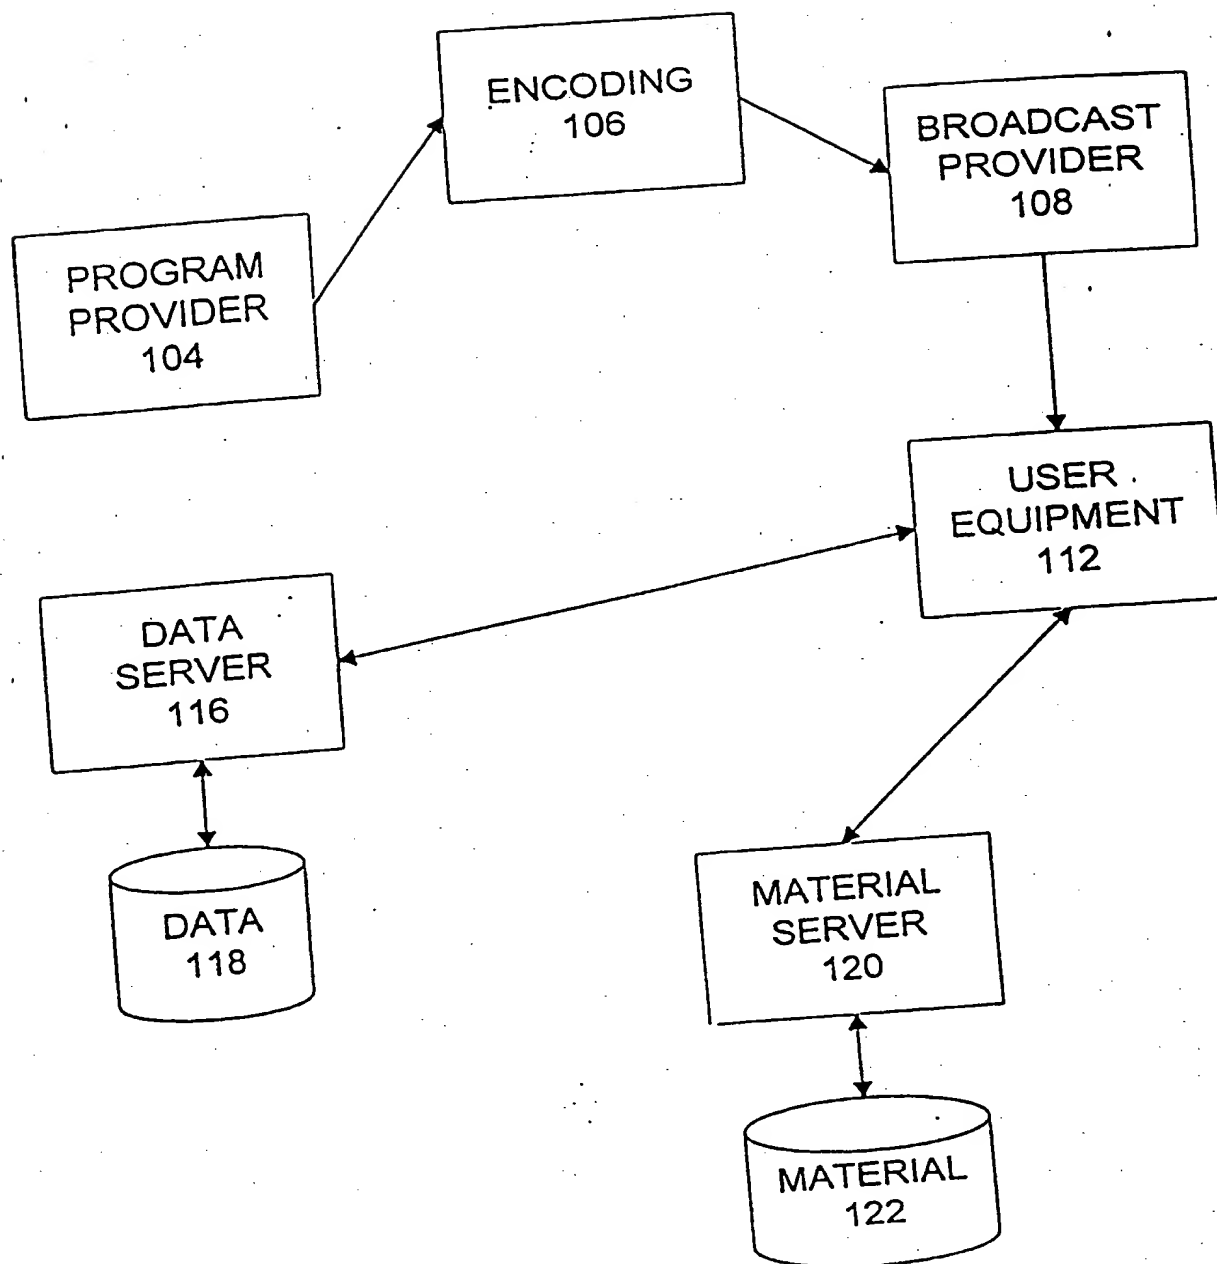 ENCODING
106
BROADCAST
PROVIDER
108
PROGRAM
PROVIDER
104
USER
EQUIPMENT
112
DATA
SERVER
116
DATA
118
MATERIAL
SERVER
120
MATERIAL
122